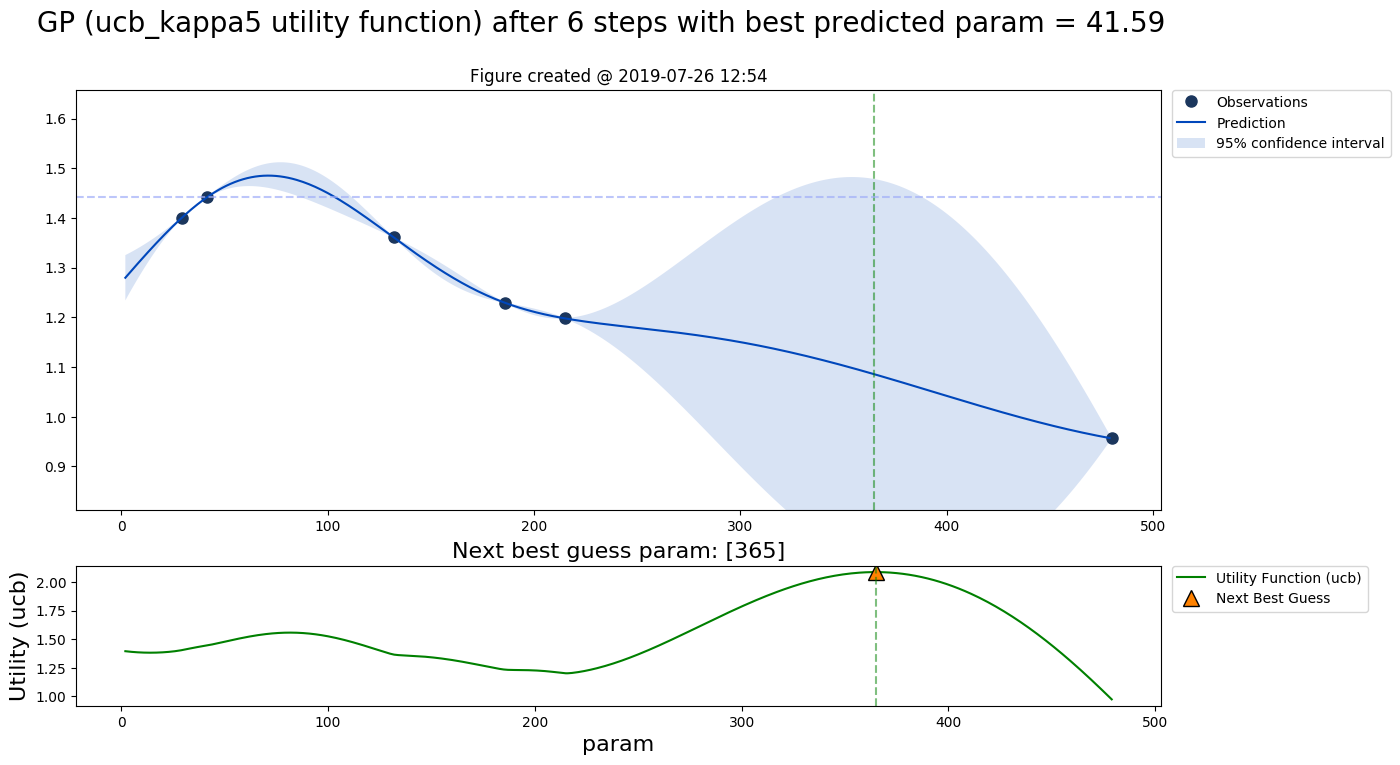 GP (ucb_kappa5 utility function) after 6 steps with best predicted param = 41.59
Figure created @ 2019-07-26 12:54
1.6
1.5
1.4
1.3
1.2
1.1
1.0
0.9
0 100 200 300 400 500
Observations
Prediction
95% confidence interval
Next best guess param: [365]
Utility (ucb)
2.00
1.75
1.50
1.25
1.00
0 100 200 300 400 500
param
Utility Function (ucb)
Next Best Guess